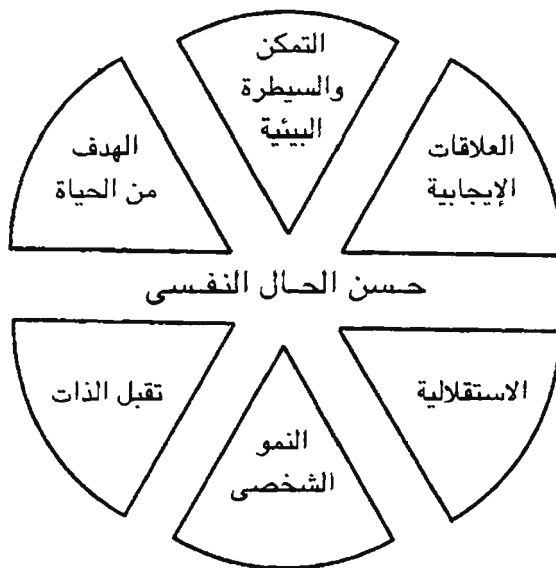 التمكن
والسيطرة
البيئية
العلاقات
الإيجابية
الهدف
من الحياة
حسن الحال النفسى
الاستقلالية
تقبل الذات
النمو
الشخصى